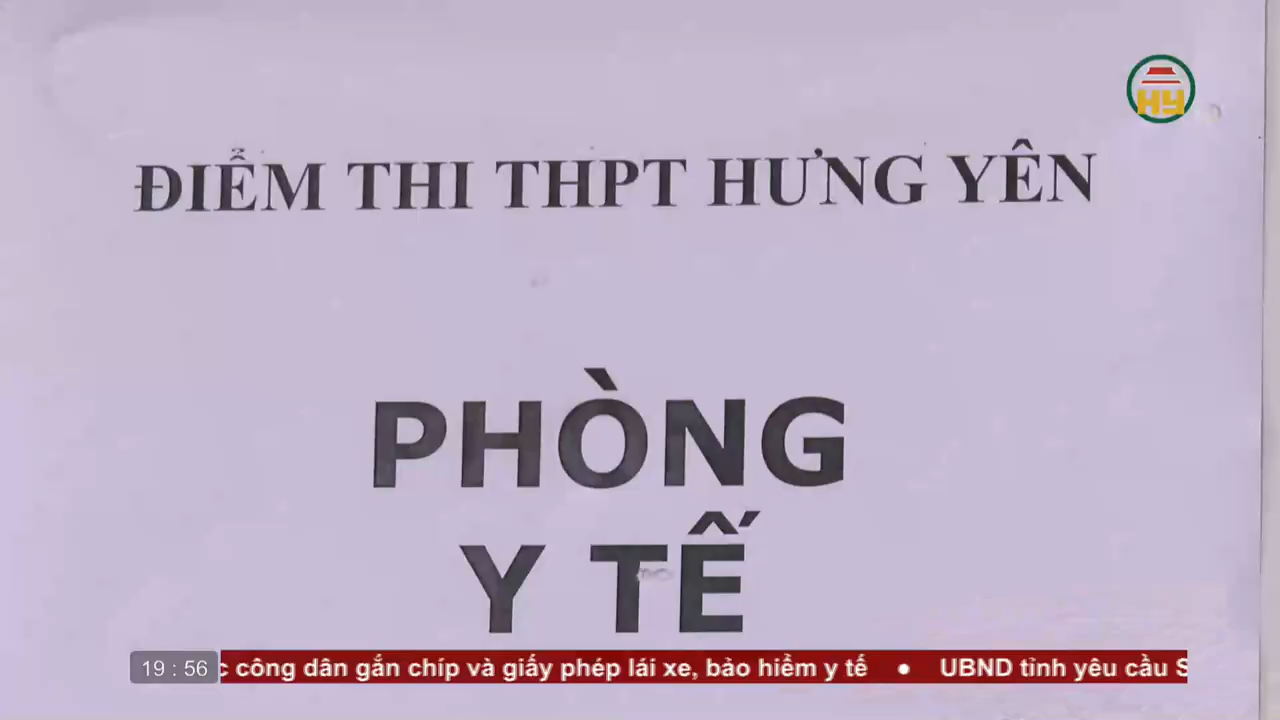 HY
ĐIỂM THI THPT HƯNG YÊN
PHÒNG
Y TẾ
19 : 56
công dân gắn chíp và giấy phép lái xe, bảo hiểm y tế ● UBND tỉnh yêu cầu